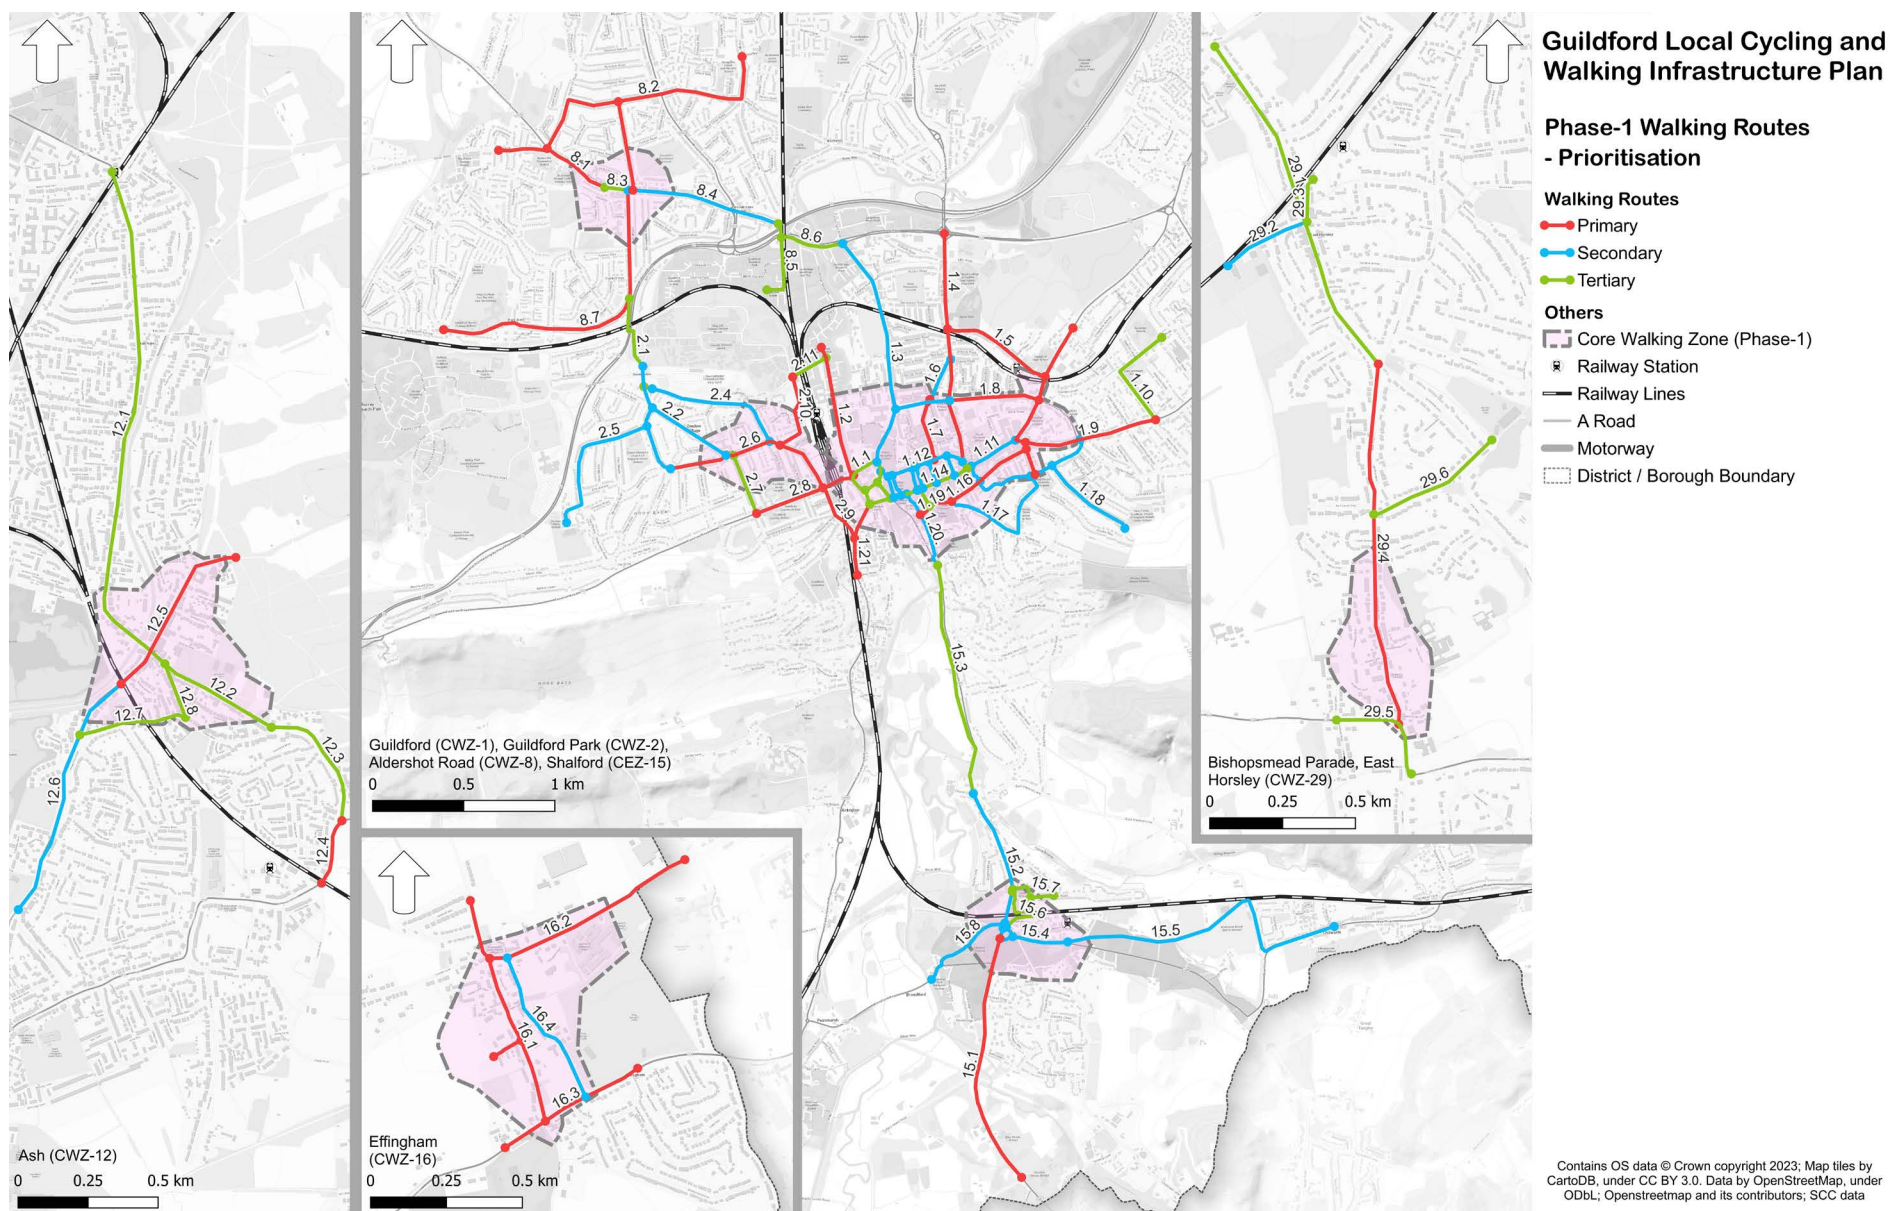 Guildford Local Cycling and
Walking Infrastructure Plan
Phase-1 Walking Routes
- Prioritisation
Walking Routes
Primary
Secondary
Tertiary
Others
Core Walking Zone (Phase-1)
Railway Station
Railway Lines
A Road
Motorway
District / Borough Boundary
12.1
12.5
12.2
12.8
12.7
12.3
12.6
12.4
Ash (CWZ-12)
0 0.25 0.5 km
8.2
8.1
8.3
8.4
8.6
8.5
8.7
1.4
1.5
1.3
2.1
2.11
1.6
1.10.
2.4
2.10.
1.2
1.8
2.2
2.5
2.6
1.7
1.9
1.11
1.1
1.12
1.14
2.7
2.8
1.16
1.19
1.18
2.9
1.17
1.20.
1.21
15.3
Guildford (CWZ-1), Guildford Park (CWZ-2),
Aldershot Road (CWZ-8), Shalford (CEZ-15)
0 0.5 1 km
15.2
15.7
15.6
15.8
15.4
15.5
15.1
16.2
16.4
16.1
16.3
Effingham
(CWZ-16)
0 0.25 0.5 km
29.1
29.3
29.2
29.6
29.4
29.5
Bishopsmead Parade, East
Horsley (CWZ-29)
0 0.25 0.5 km
Contains OS data © Crown copyright 2023; Map tiles by
CartoDB, under CC BY 3.0. Data by OpenStreetMap, under
ODbL; Openstreetmap and its contributors; SCC data